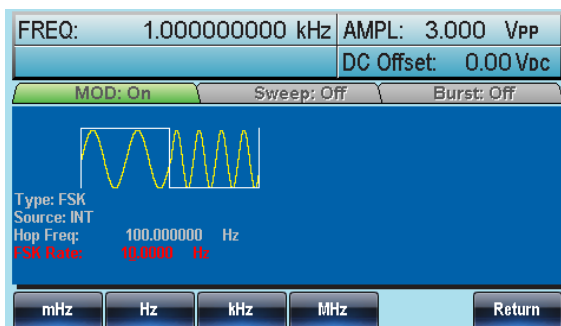 FREQ: 1.000000000 kHz AMPL: 3.000 VPP
DC Offset: 0.00 VDC
MOD: On Sweep: Off Burst: Off
Type: FSK
Source: INT
Hop Freq: 100.000000 Hz
FSK Rate: 10.0000 Hz
mHz Hz kHz MHz Return